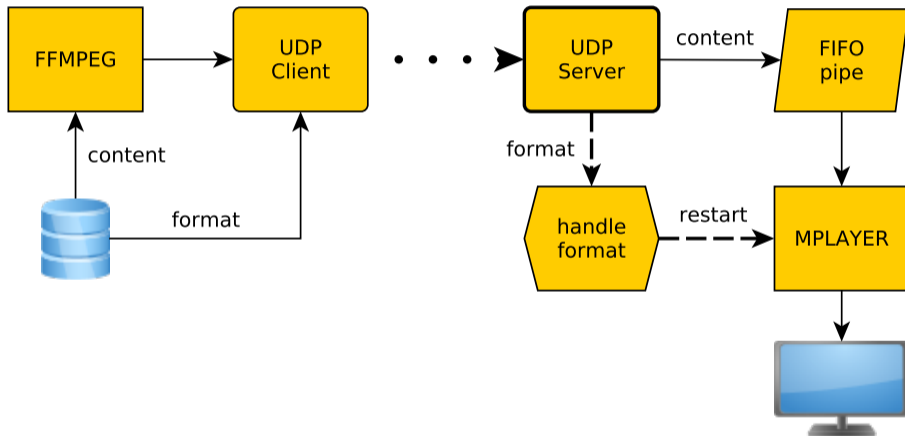 FFMPEG
UDP
Client
UDP
Server
content
FIFO
pipe
content
format
format
handle
format
restart
MPLAYER